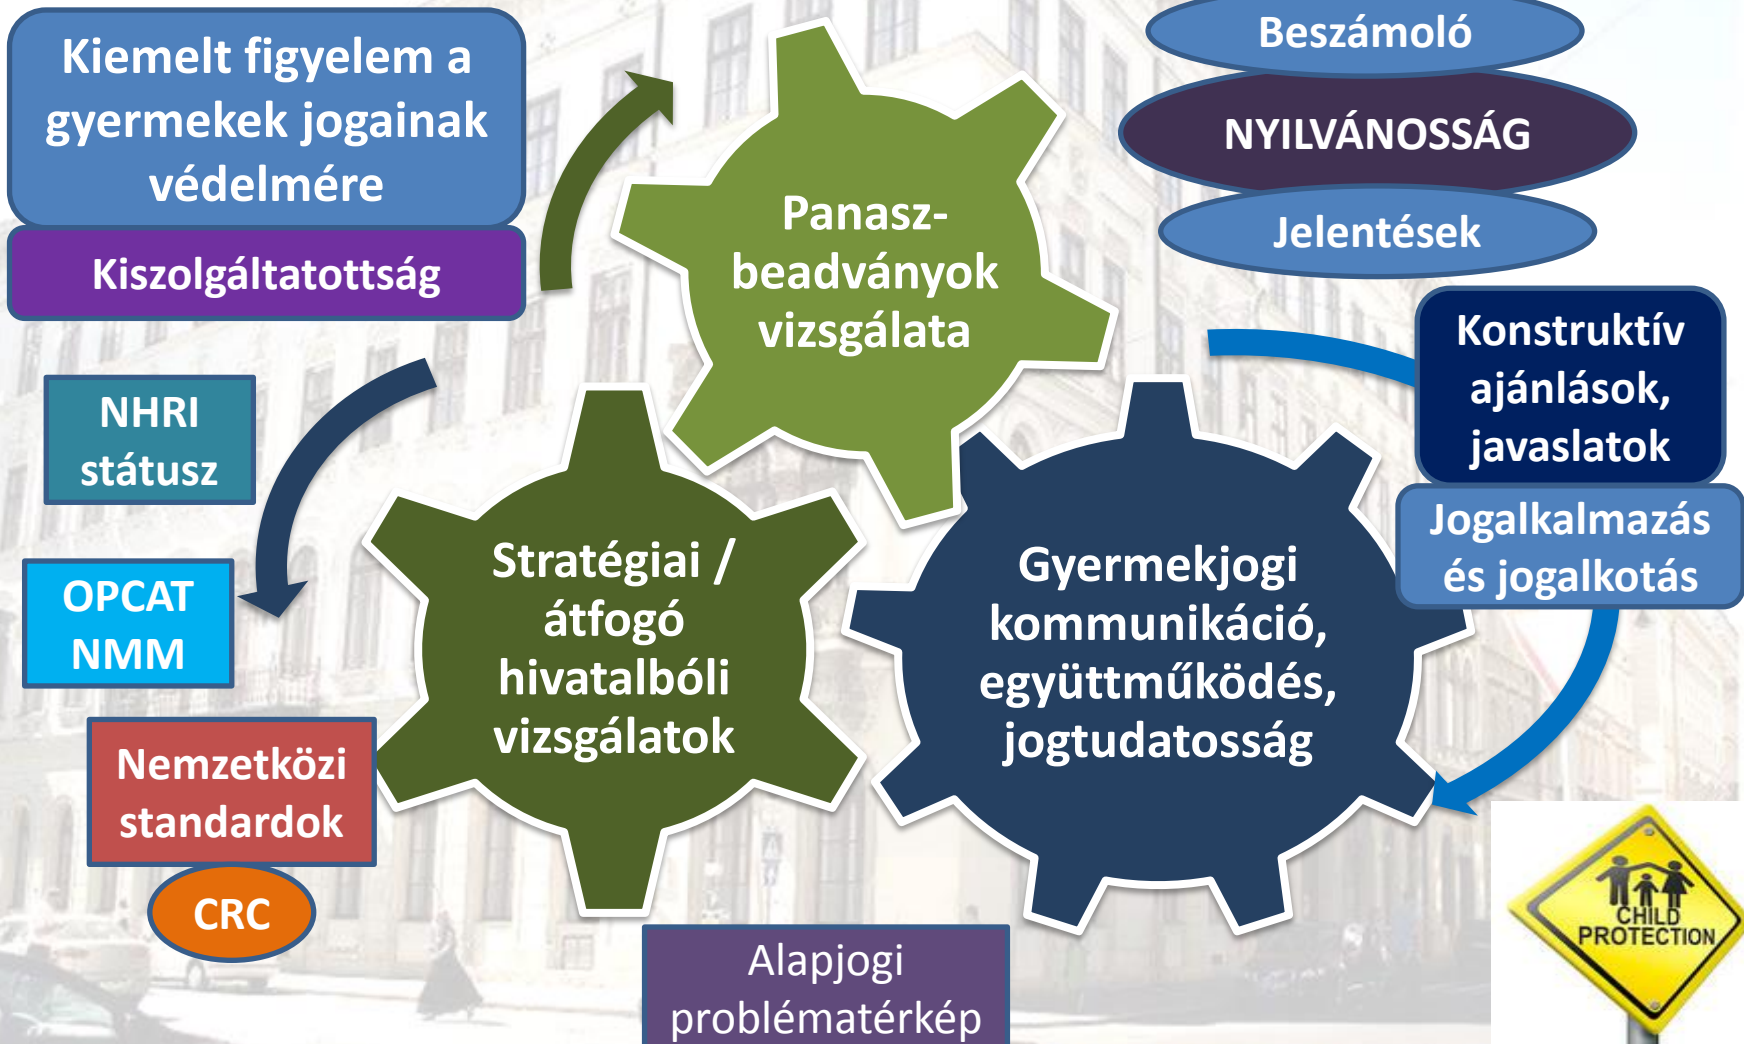 Kiemelt figyelem a
gyermekek jogainak
védelmére
Kiszolgáltatottság
Beszámoló
NYILVÁNOSSÁG
Jelentések
Panasz-
beadványok
vizsgálata
Konstruktív
ajánlások,
javaslatok
Jogalkalmazás
és jogalkotás
NHRI
státusz
OPCAT
NMM
Nemzetközi
standardok
CRC
Stratégiai /
átfogó
hivatalbóli
vizsgálatok
Gyermekjogi
kommunikáció,
együttműködés,
jogtudatosság
Alapjogi
problématérkép
CHILD
PROTECTION